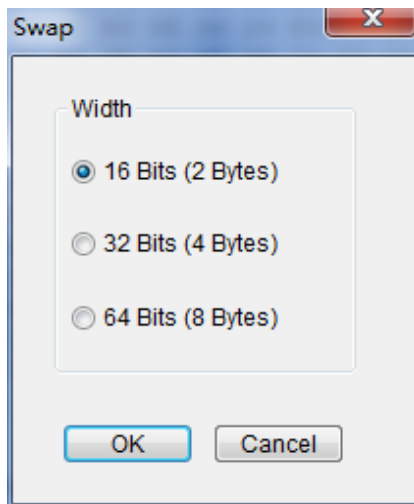 Swap
Width
16 Bits (2 Bytes)
32 Bits (4 Bytes)
64 Bits (8 Bytes)
OK
Cancel